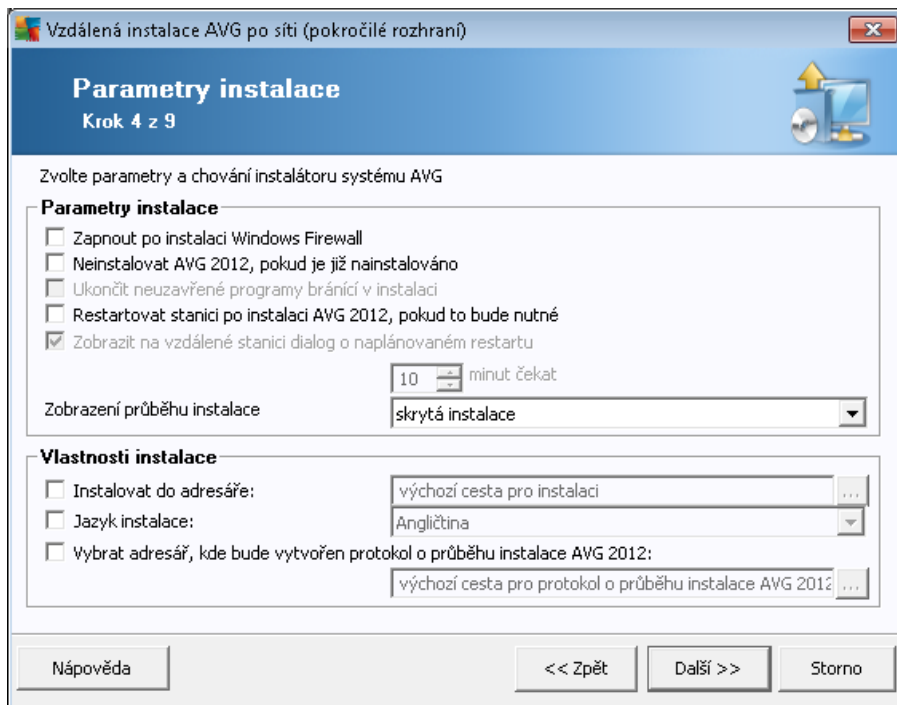 Vzdálená instalace AVG po síti (pokročilé rozhraní)
Parametry instalace
Krok 4 z 9
Zvolte parametry a chování instalátoru systému AVG
Parametry instalace
Zapnout po instalaci Windows Firewall
Neinstalovat AVG 2012, pokud je již nainstalováno
Ukončit neuzavřené programy bránící v instalaci
Restartovat stanici po instalaci AVG 2012, pokud to bude nutné
Zobrazit na vzdálené stanici dialog o naplánovaném restartu
10 minut čekat
Zobrazení průběhu instalace skrytá instalace
Vlastnosti instalace
Instalovat do adresáře: výchozí cesta pro instalaci ...
Jazyk instalace: Angličtina
Vybrat adresář, kde bude vytvořen protokol o průběhu instalace AVG 2012:
výchozí cesta pro protokol o průběhu instalace AVG 2012 ...
Nápověda << Zpět Další >> Storno